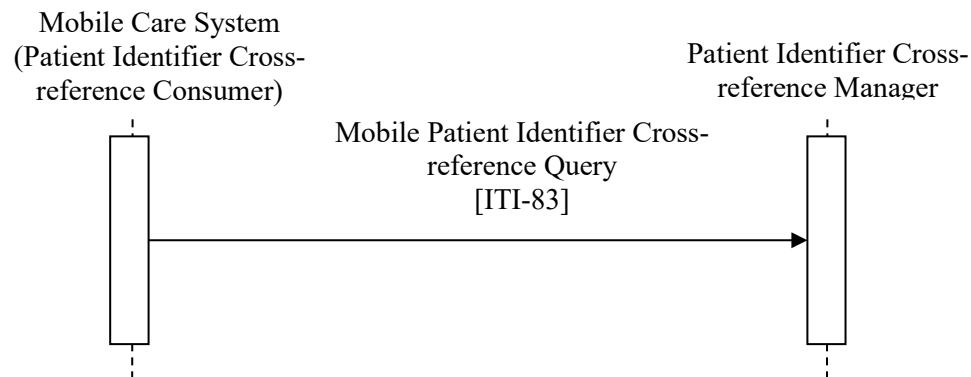 Mobile Care System
(Patient Identifier Cross-
reference Consumer)
Patient Identifier Cross-
reference Manager
Mobile Patient Identifier Cross-
reference Query
[ITI-83]